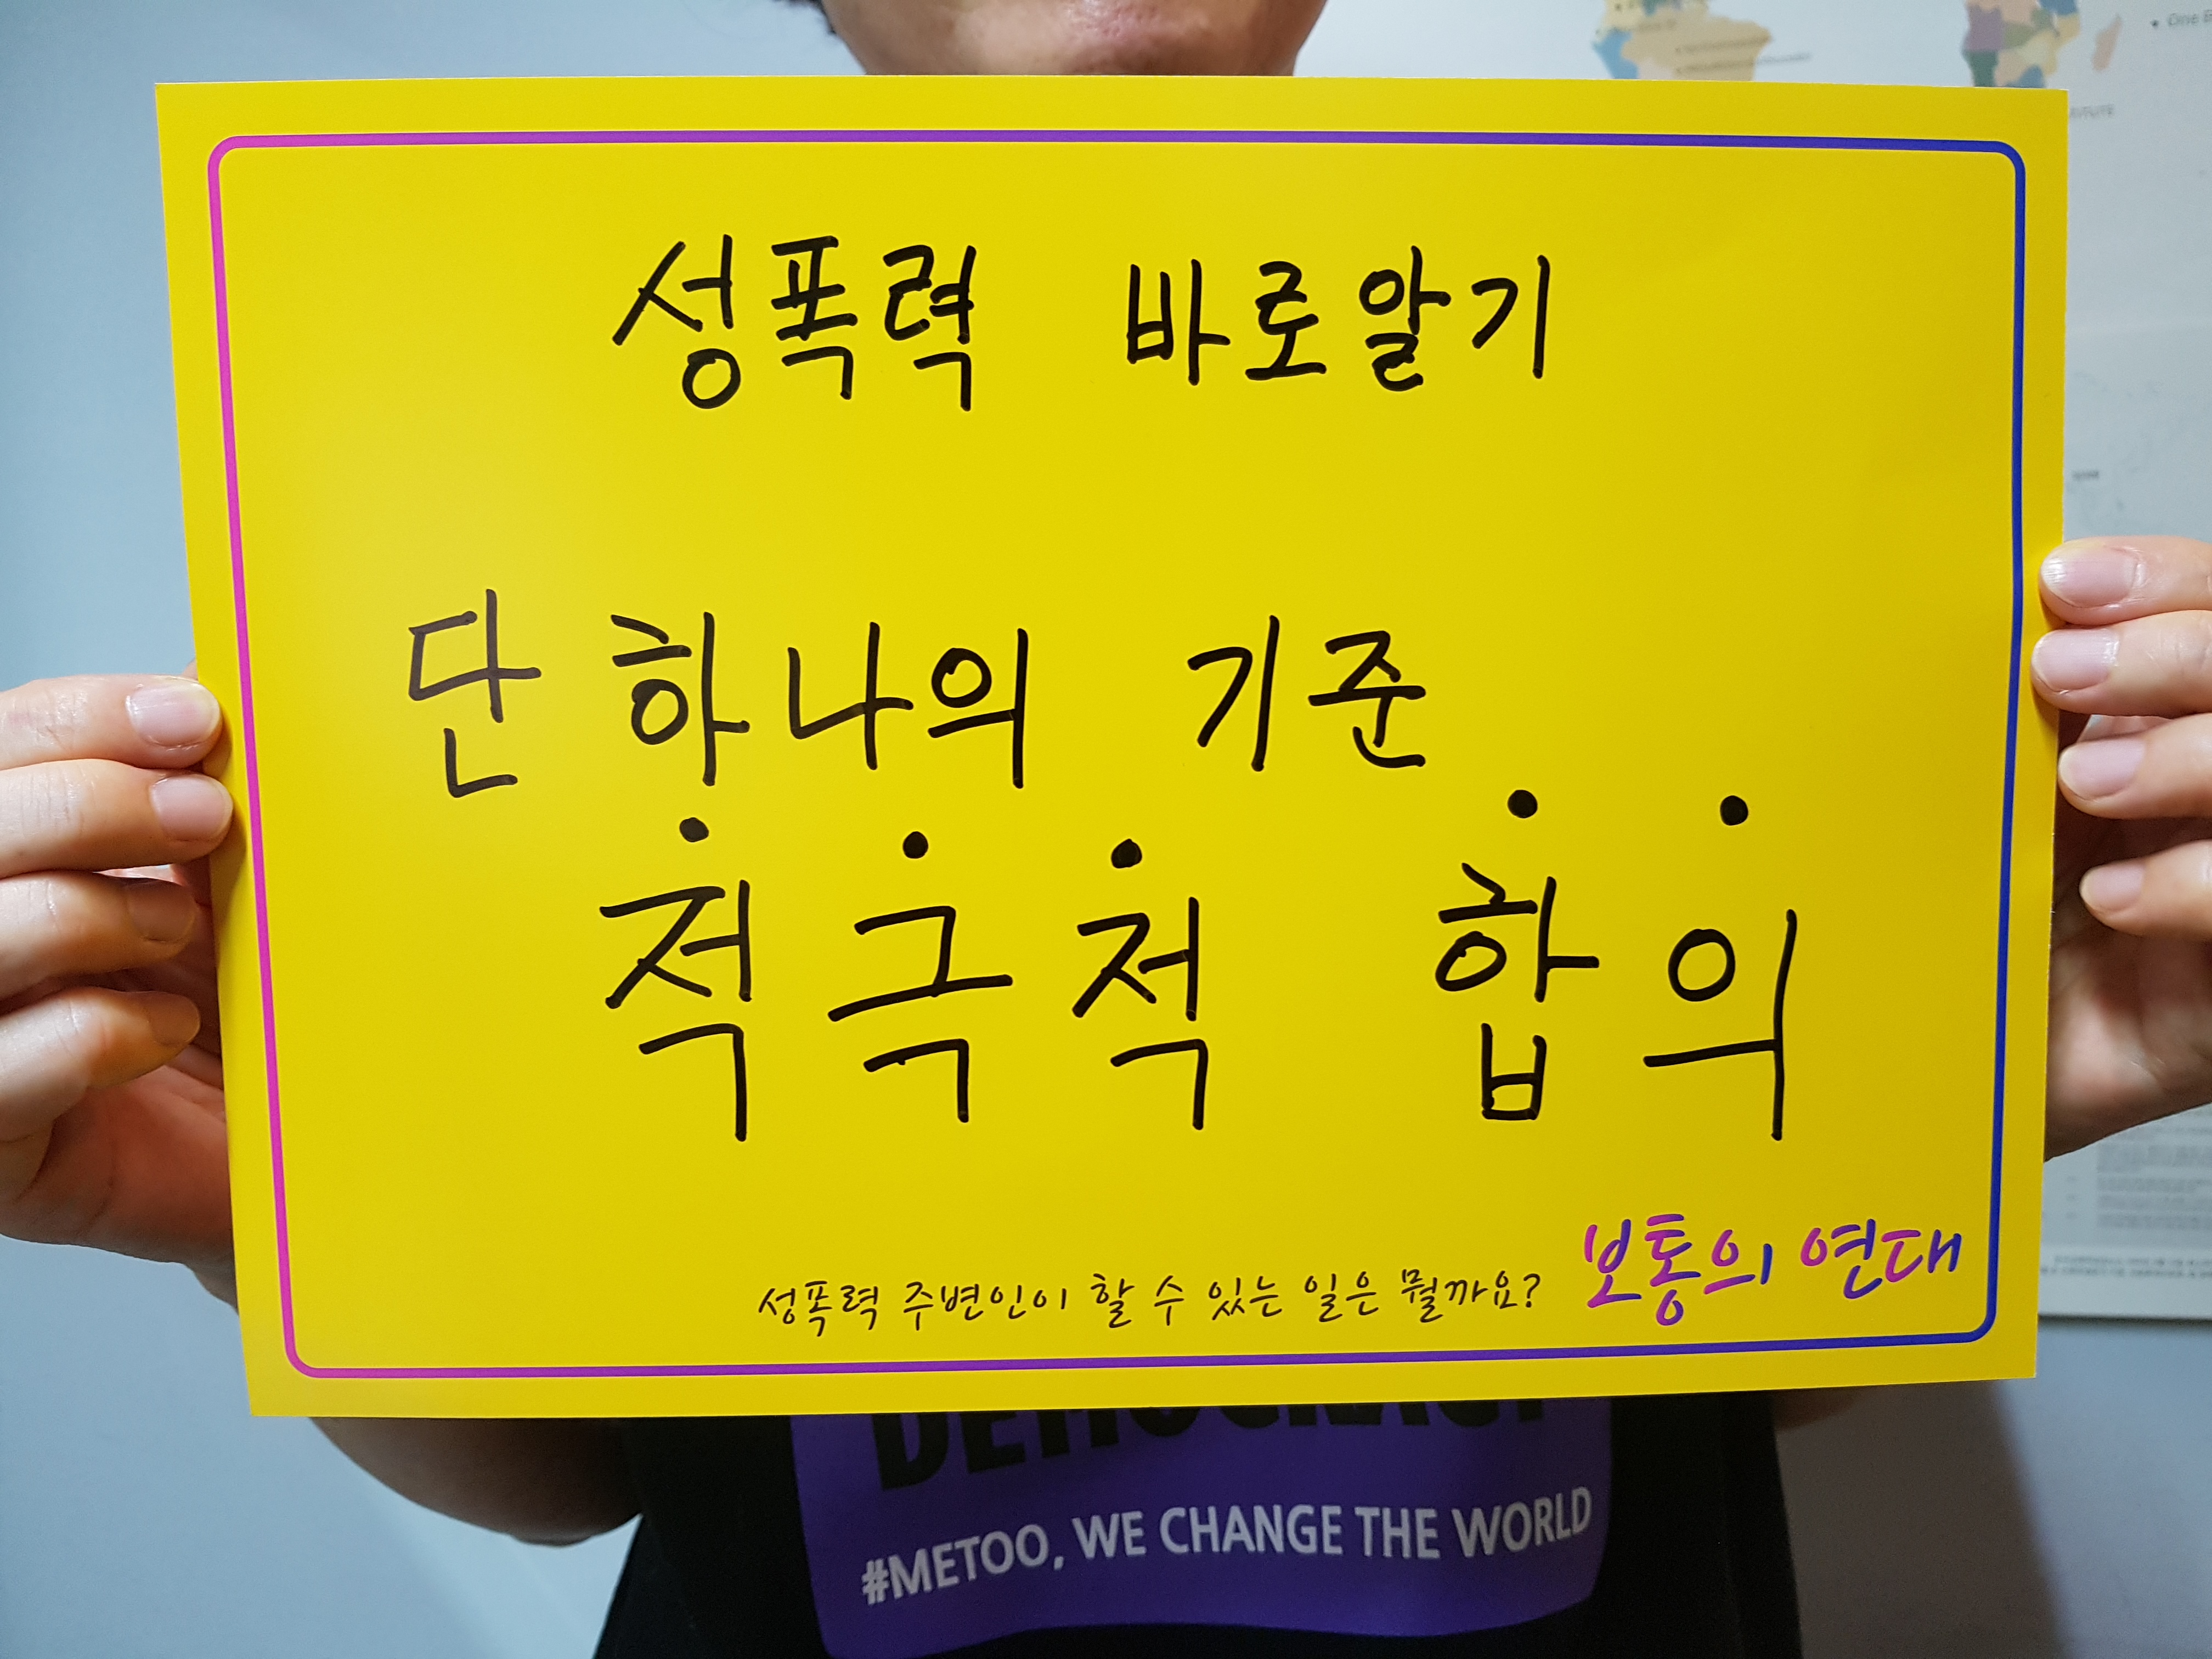 성폭력 바로알기
단 하나의 기준
적극적 합의
성폭력 주변인이 할 수 있는 일은 뭘까요? 보통의 연대
DEMOCRACY
#METOO, WE CHANGE THE WORLD